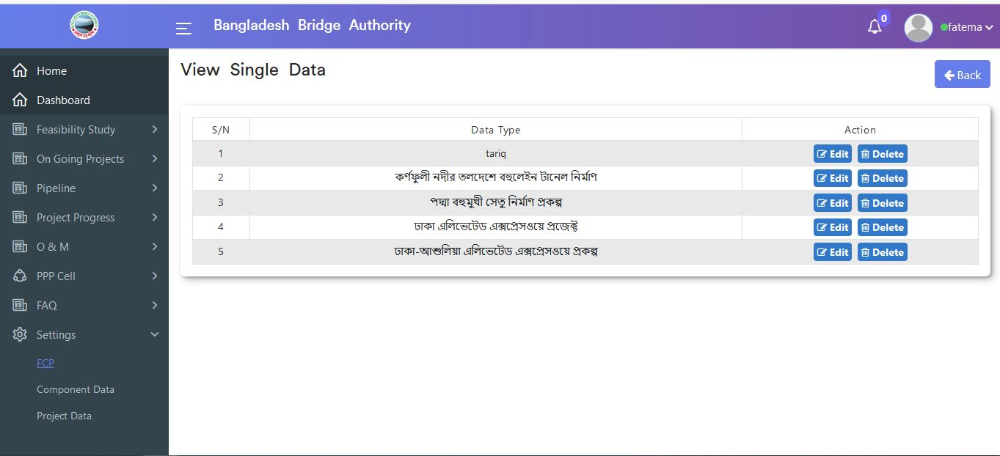 Bangladesh Bridge Authority
0
fatema
Home
Dashboard
Feasibility Study
On Going Projects
Pipeline
Project Progress
O & M
PPP Cell
FAQ
Settings
FCP
Component Data
Project Data
View Single Data
Back
S/N Data Type Action
1 tariq Edit Delete
2 কর্ণফুলী নদীর তলদেশে বহুলেইন টানেল নির্মাণ Edit Delete
3 পদ্মা বহুমুখী সেতু নির্মাণ প্রকল্প Edit Delete
4 ঢাকা এলিভেটেড এক্সপ্রেসওয়ে প্রজেক্ট Edit Delete
5 ঢাকা-আশুলিয়া এলিভেটেড এক্সপ্রেসওয়ে প্রকল্প Edit Delete